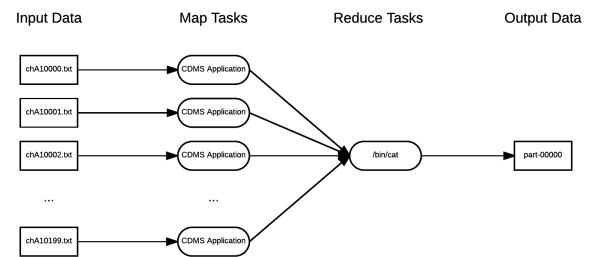 Input Data Map Tasks Reduce Tasks Output Data
chA10000.txt CDMS Application
chA10001.txt CDMS Application
chA10002.txt CDMS Application /bin/cat part-00000
... ...
chA10199.txt CDMS Application